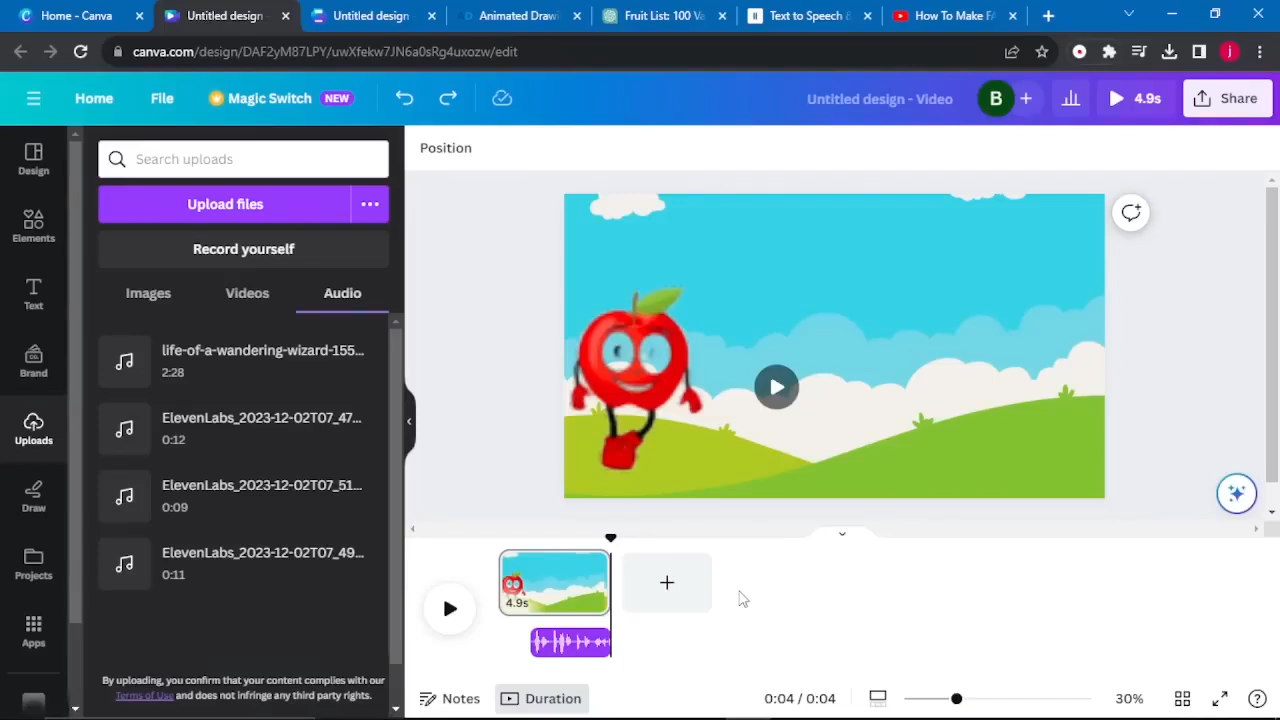 Home - Canva
Untitled design -
Untitled design -
Animated Drawi
Fruit List: 100 Va
Text to Speech &
How To Make FA
canva.com/design/DAF2yM87LPY/uwXfekw7JN6a0sRg4uxozw/edit
j
Home
File
Magic Switch
NEW
Untitled design - Video
B
4.9s
Share
Position
Design
Elements
Text
Brand
Uploads
Draw
Projects
Apps
Search uploads
Upload files
Record yourself
Images
Videos
Audio
life-of-a-wandering-wizard-155...
2:28
ElevenLabs_2023-12-02T07_47...
0:12
ElevenLabs_2023-12-02T07_51...
0:09
ElevenLabs_2023-12-02T07_49...
0:11
By uploading, you confirm that your content complies with our
Terms of Use and does not infringe any third party rights.
4.9s
Notes
Duration
0:04 / 0:04
30%